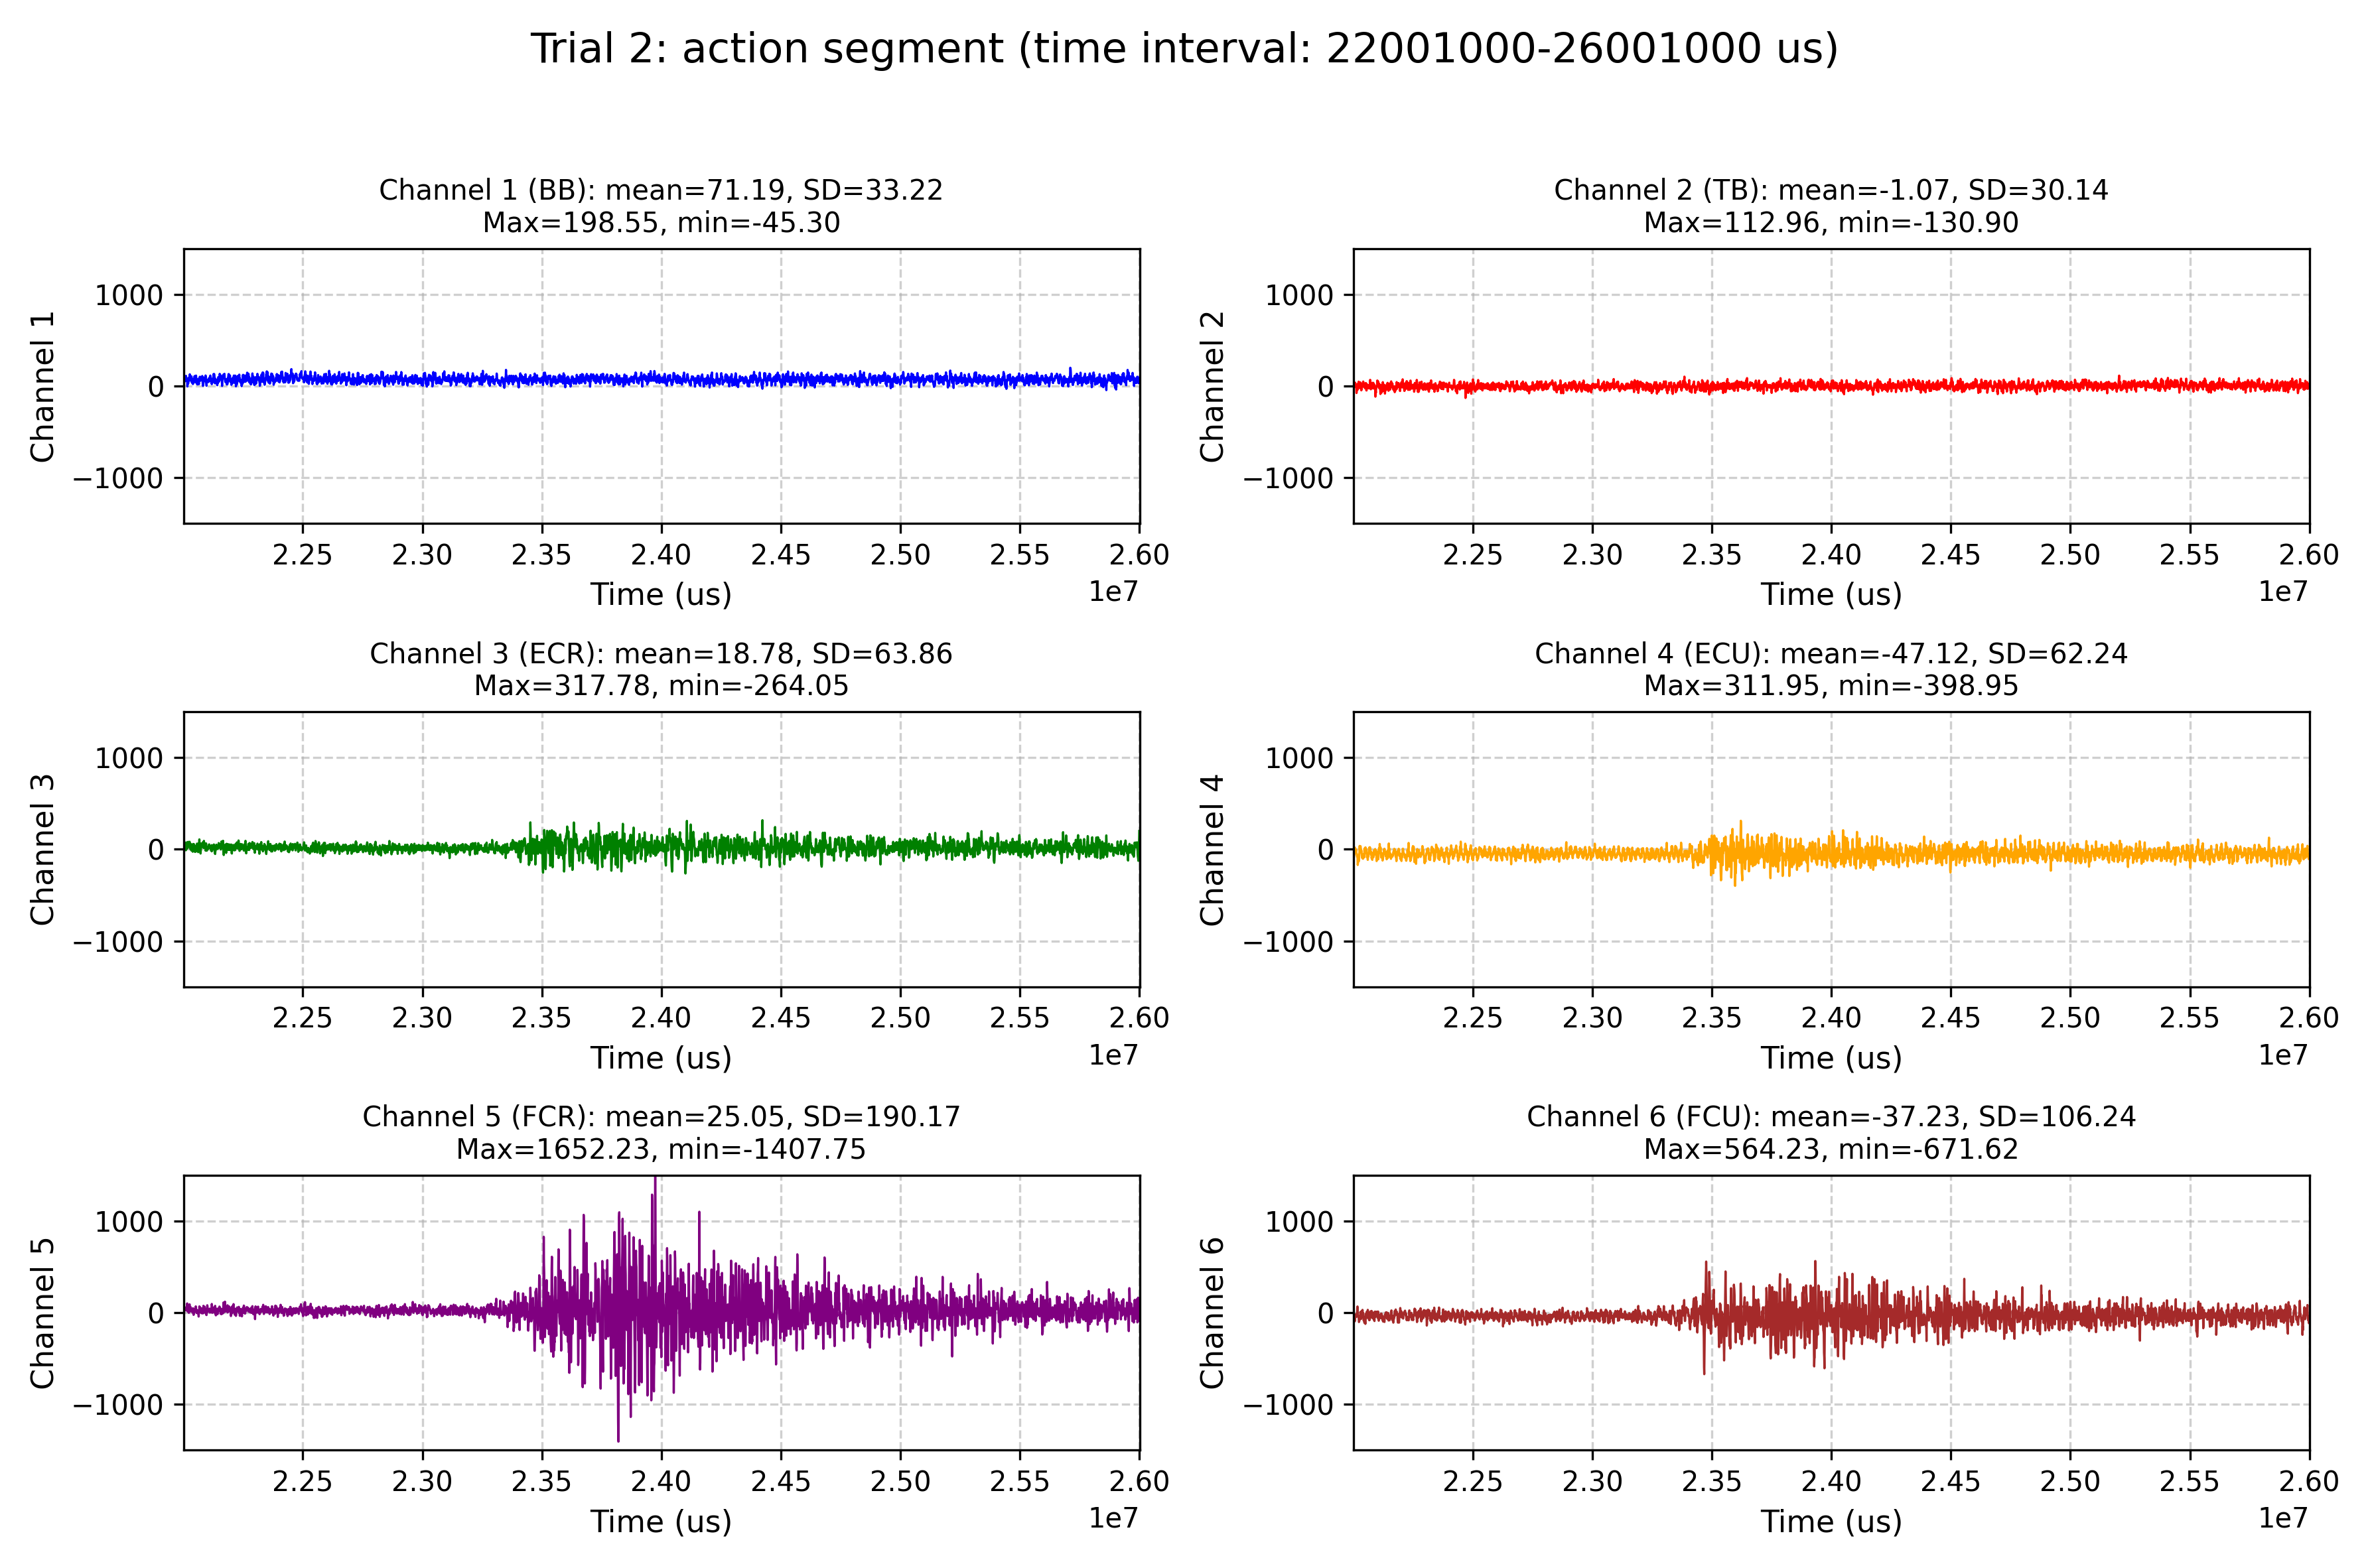 Trial 2: action segment (time interval: 22001000-26001000 us)
Channel 1 (BB): mean=71.19, SD=33.22
Max=198.55, min=-45.30
Channel 1
1000
0
−1000
2.25 2.30 2.35 2.40 2.45 2.50 2.55 2.60
Time (us)
1e7
Channel 2 (TB): mean=-1.07, SD=30.14
Max=112.96, min=-130.90
Channel 2
1000
0
−1000
2.25 2.30 2.35 2.40 2.45 2.50 2.55 2.60
Time (us)
1e7
Channel 3 (ECR): mean=18.78, SD=63.86
Max=317.78, min=-264.05
Channel 3
1000
0
−1000
2.25 2.30 2.35 2.40 2.45 2.50 2.55 2.60
Time (us)
1e7
Channel 4 (ECU): mean=-47.12, SD=62.24
Max=311.95, min=-398.95
Channel 4
1000
0
−1000
2.25 2.30 2.35 2.40 2.45 2.50 2.55 2.60
Time (us)
1e7
Channel 5 (FCR): mean=25.05, SD=190.17
Max=1652.23, min=-1407.75
Channel 5
1000
0
−1000
2.25 2.30 2.35 2.40 2.45 2.50 2.55 2.60
Time (us)
1e7
Channel 6 (FCU): mean=-37.23, SD=106.24
Max=564.23, min=-671.62
Channel 6
1000
0
−1000
2.25 2.30 2.35 2.40 2.45 2.50 2.55 2.60
Time (us)
1e7